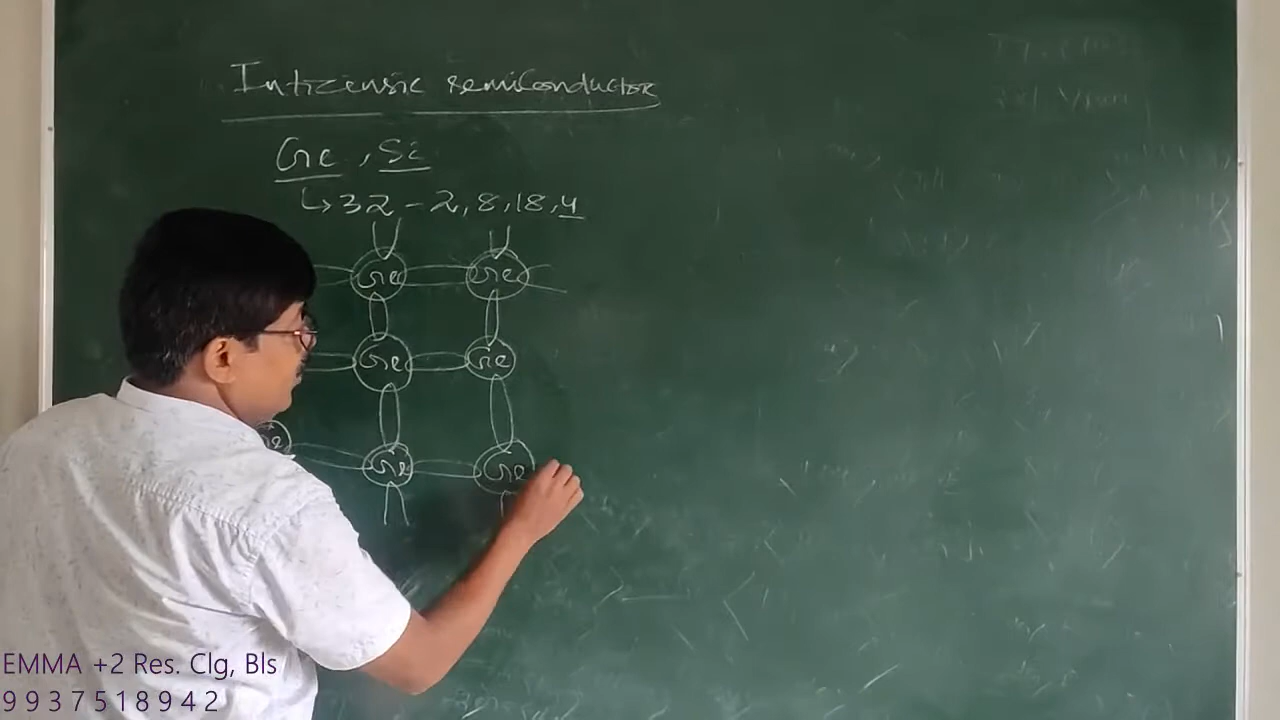 Intrinsic semiconductor
Ge, Si
↳ 32 - 2, 8, 18, 4
Ge Ge
Ge Ge
Ge Ge
EMMA +2 Res. Clg, Bls
9937518942